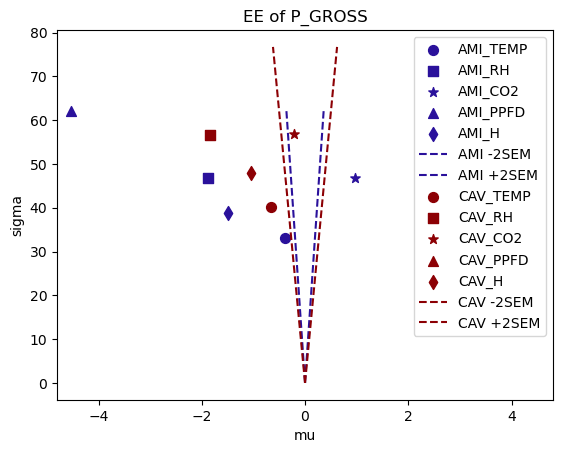 EE of P_GROSS
80
70
60
50
40
30
20
10
0
sigma
−4
−2
0
2
4
mu
AMI_TEMP
AMI_RH
AMI_CO2
AMI_PPFD
AMI_H
AMI -2SEM
AMI +2SEM
CAV_TEMP
CAV_RH
CAV_CO2
CAV_PPFD
CAV_H
CAV -2SEM
CAV +2SEM